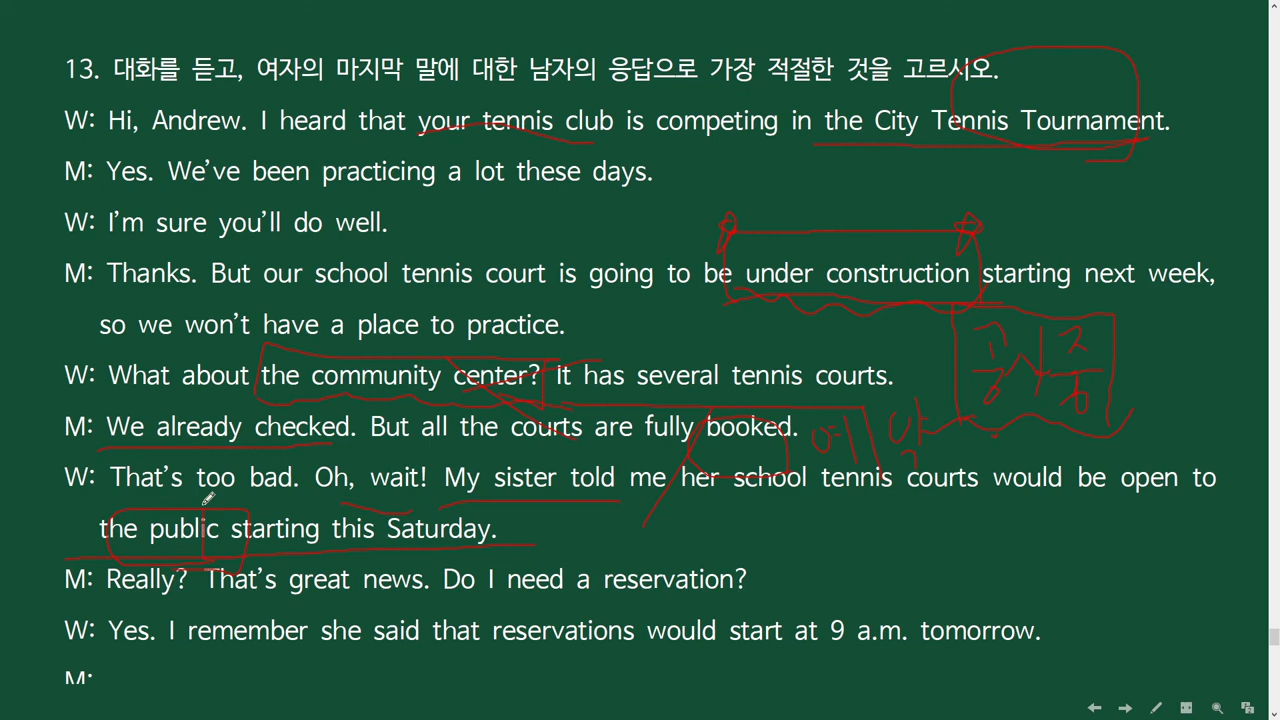 13. 대화를 듣고, 여자의 마지막 말에 대한 남자의 응답으로 가장 적절한 것을 고르시오.
W: Hi, Andrew. I heard that your tennis club is competing in the City Tennis Tournament.
M: Yes. We've been practicing a lot these days.
W: I'm sure you'll do well.
M: Thanks. But our school tennis court is going to be under construction starting next week,
so we won't have a place to practice.
공사중
W: What about the community center? It has several tennis courts.
M: We already checked. But all the courts are fully booked.
예약
W: That's too bad. Oh, wait! My sister told me her school tennis courts would be open to
the public starting this Saturday.
M: Really? That's great news. Do I need a reservation?
W: Yes. I remember she said that reservations would start at 9 a.m. tomorrow.
M: